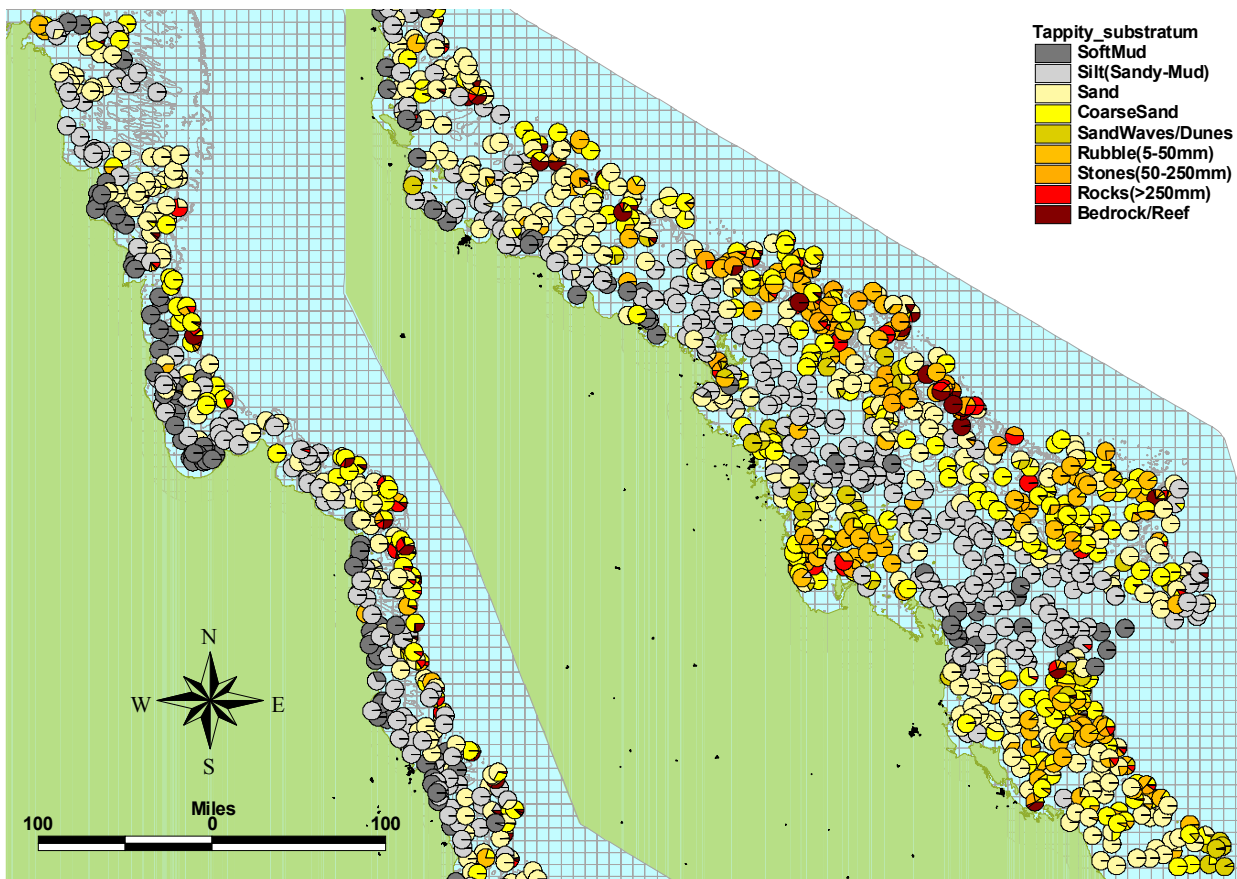 Tappity_substratum
SoftMud
Silt(Sandy-Mud)
Sand
CoarseSand
SandWaves/Dunes
Rubble(5-50mm)
Stones(50-250mm)
Rocks(>250mm)
Bedrock/Reef
N
W E
S
Miles
100 0 100